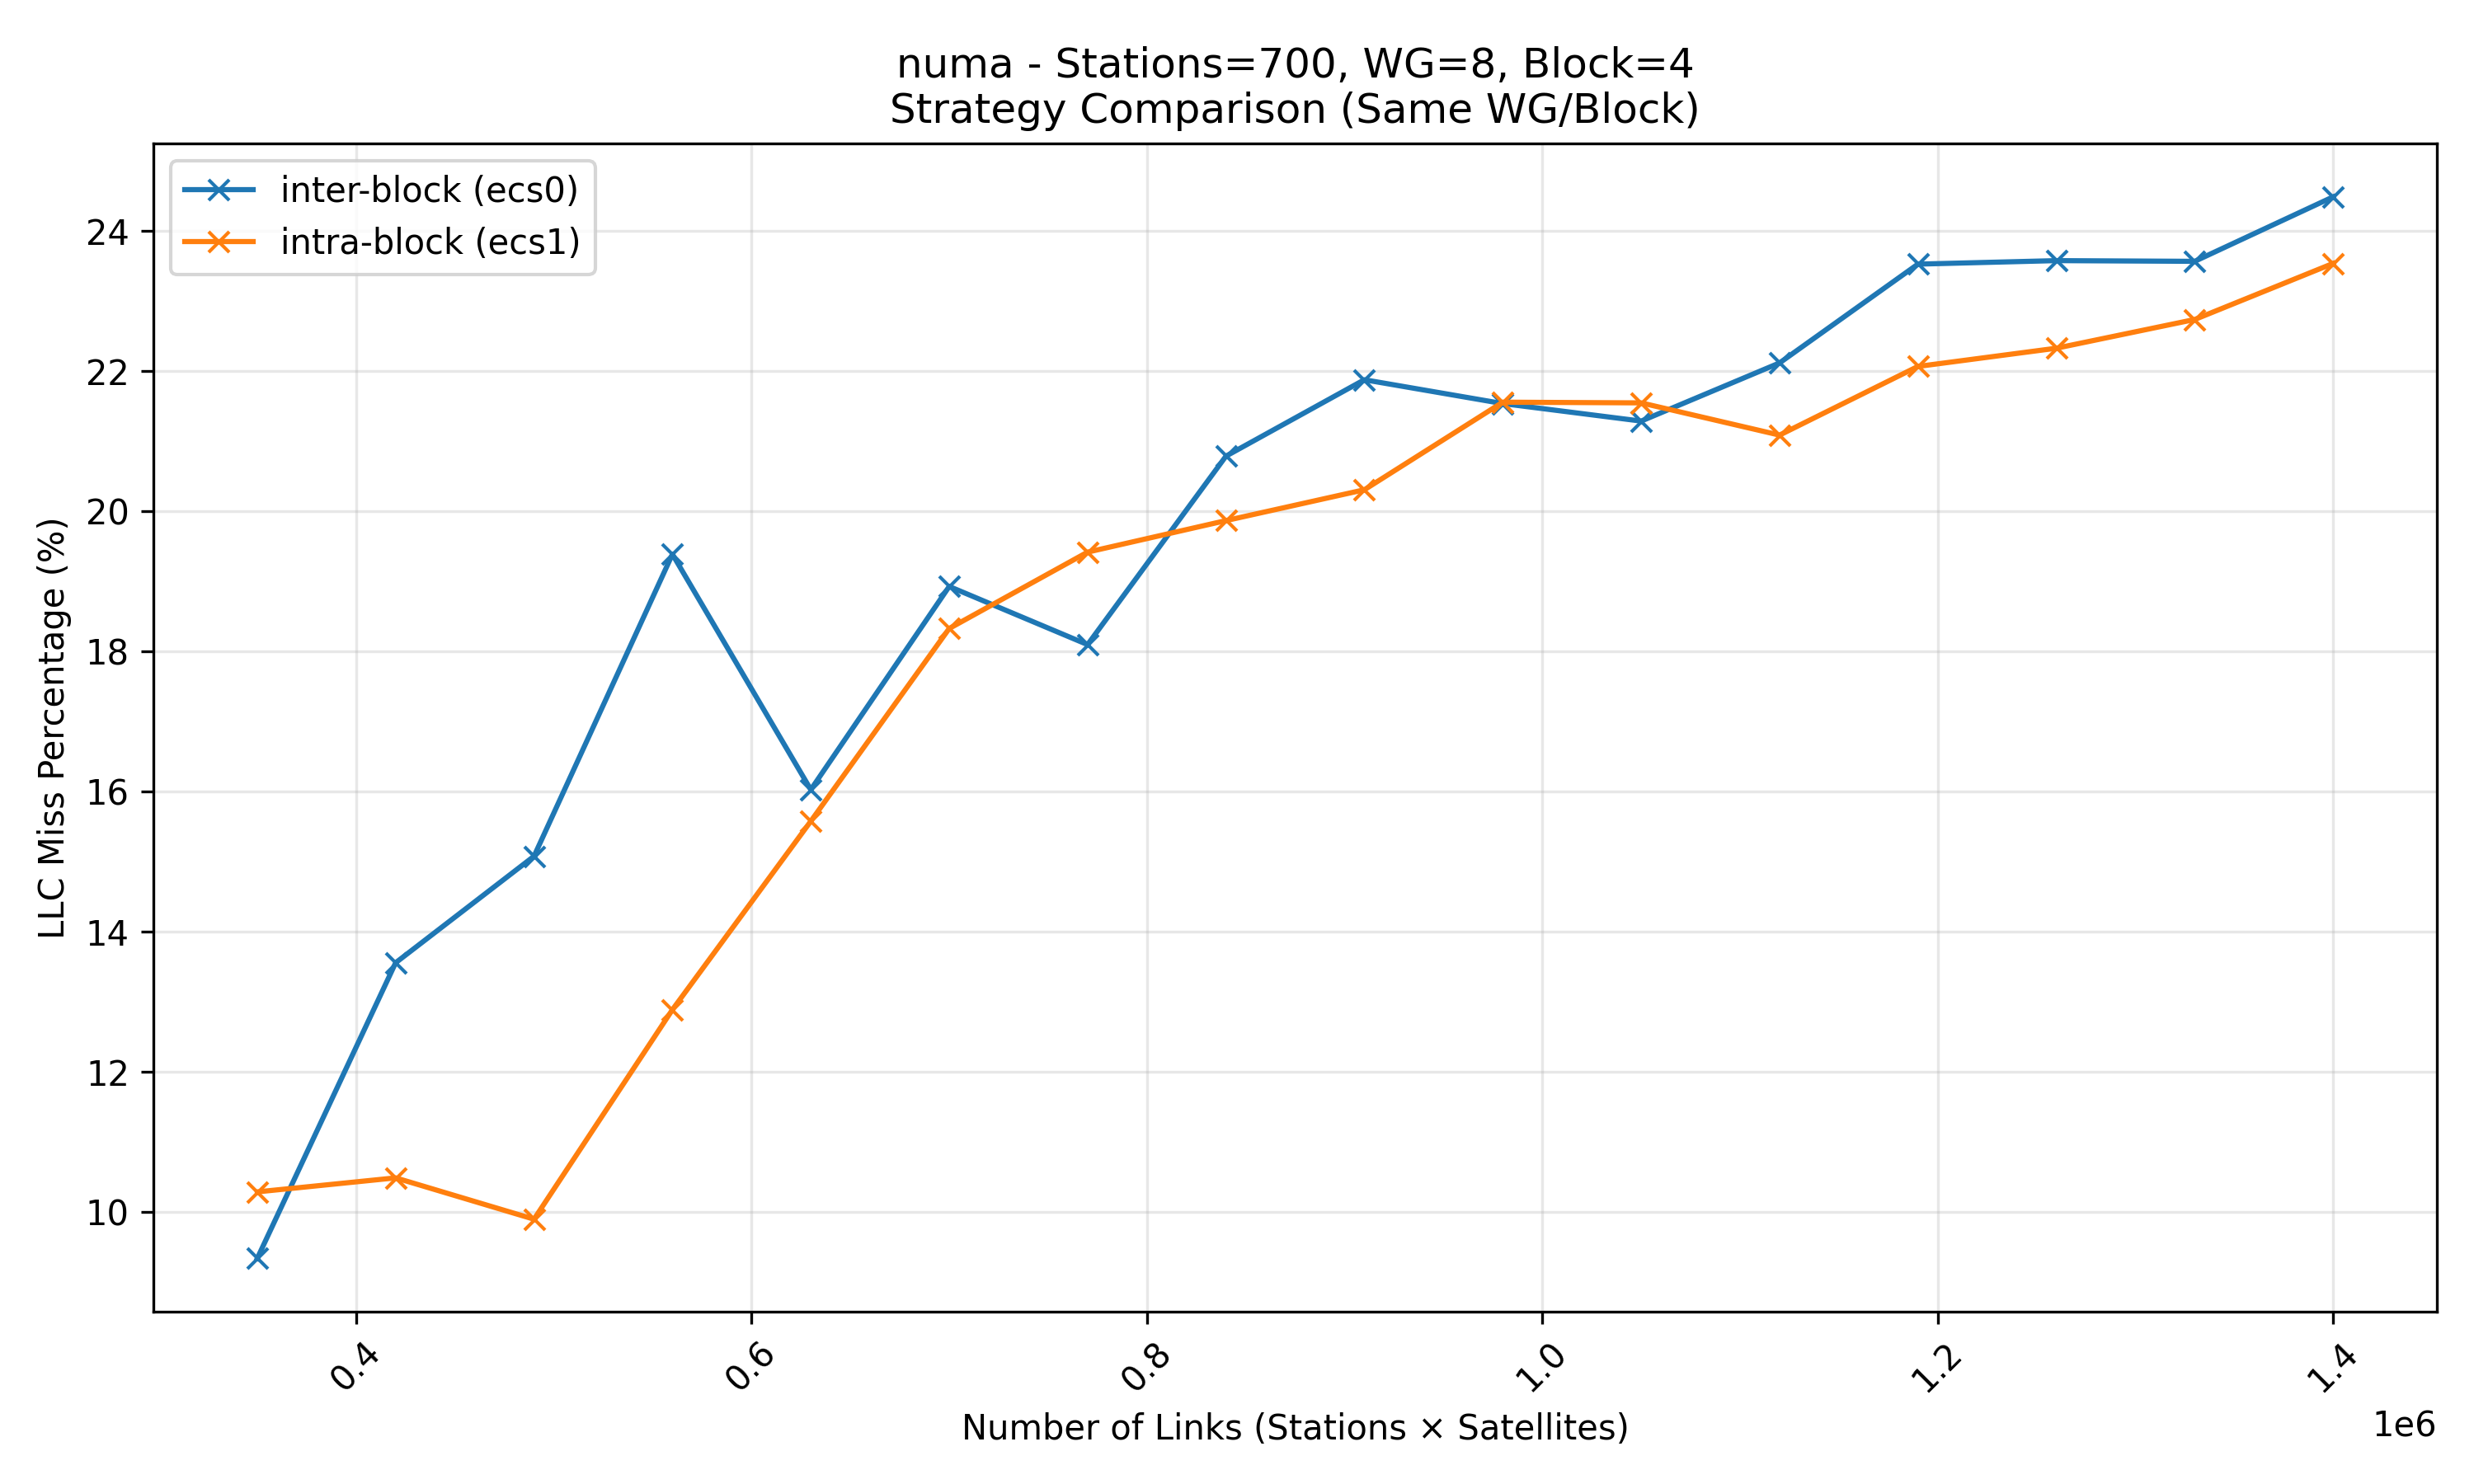 numa - Stations=700, WG=8, Block=4
Strategy Comparison (Same WG/Block)
inter-block (ecs0)
intra-block (ecs1)
LLC Miss Percentage (%)
24
22
20
18
16
14
12
10
0.4
0.6
0.8
1.0
1.2
1.4
1e6
Number of Links (Stations × Satellites)